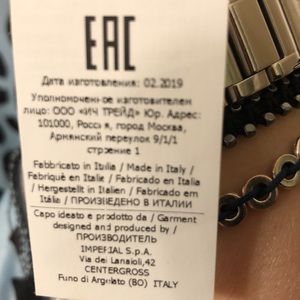 EAC
Дата изготовления: 02.2019
Уполномоченное изготовителем
лицо: ООО «ИЧ ТРЕЙД» Юр. Адрес:
101000, Россия, город Москва,
Армянский переулок 9/1/1
строение 1
Fabbricato in Italia / Made in Italy /
Fabriqué en Italie / Fabricado en Italia
/ Hergestellt in Italien / Fabricado em
Itália / ПРОИЗВЕДЕНО В ИТАЛИИ
Capo ideato e prodotto da / Garment
designed and produced by /
ПРОИЗВОДИТЕЛЬ
IMPERIAL S.p.A.
Via dei Lanaioli,42
CENTERGROSS
Funo di Argelato (BO) ITALY